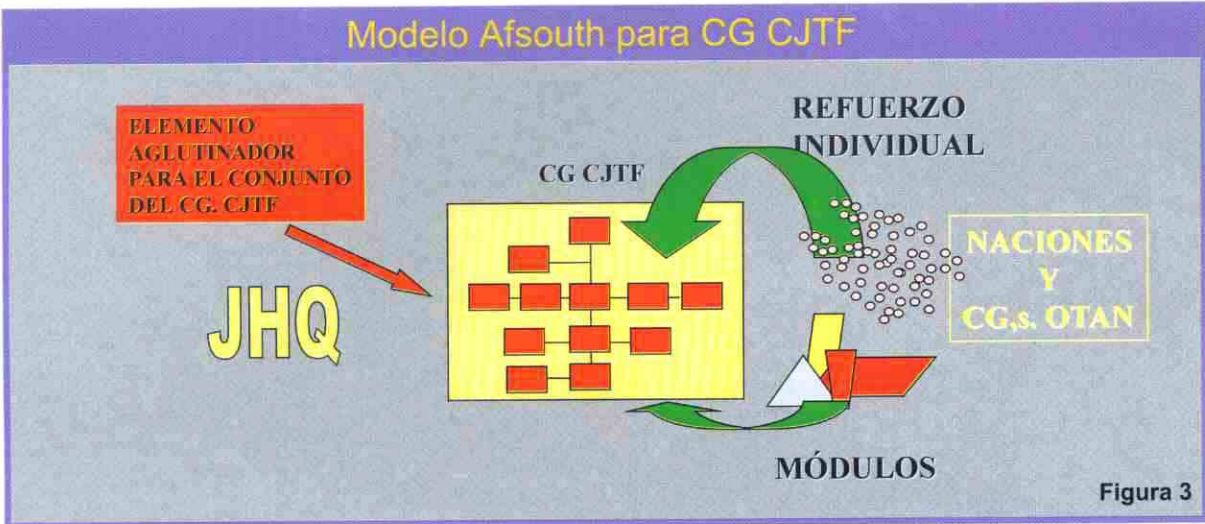 Modelo Afsouth para CG CJTF
ELEMENTO
AGLUTINADOR
PARA EL CONJUNTO
DEL CG. CJTF
JHQ
CG CJTF
REFUERZO
INDIVIDUAL
NACIONES
Y
CG,s. OTAN
MÓDULOS
Figura 3